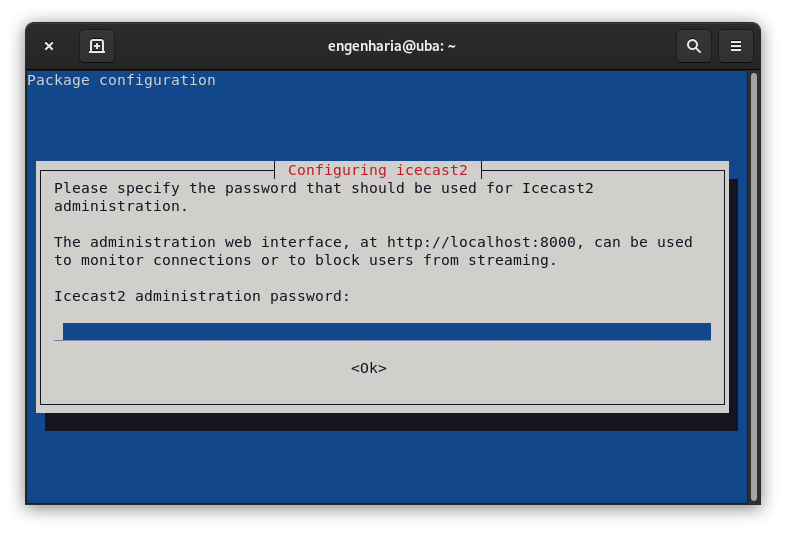 engenharia@uba: ~
Package configuration
Configuring icecast2
Please specify the password that should be used for Icecast2
administration.
The administration web interface, at http://localhost:8000, can be used
to monitor connections or to block users from streaming.
Icecast2 administration password:
<Ok>